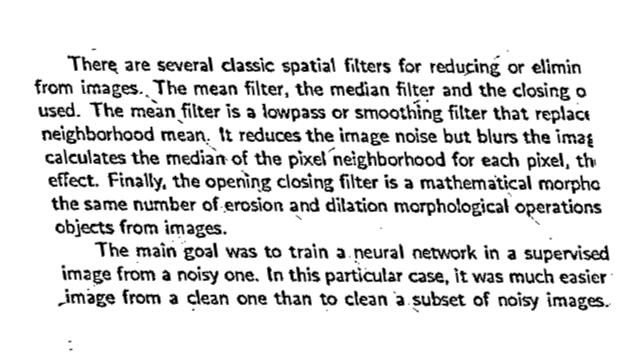 There are several classic spatial filters for reducing or elimin
from images. The mean filter, the median filter and the closing o
used. The mean filter is a lowpass or smoothing filter that replac
neighborhood mean. It reduces the image noise but blurs the imag
calculates the median of the pixel neighborhood for each pixel, th
effect. Finally, the opening closing filter is a mathematical morpho
the same number of erosion and dilation morphological operations
objects from images.
The main goal was to train a neural network in a supervised
image from a noisy one. In this particular case, it was much easier
image from a clean one than to clean a subset of noisy images.